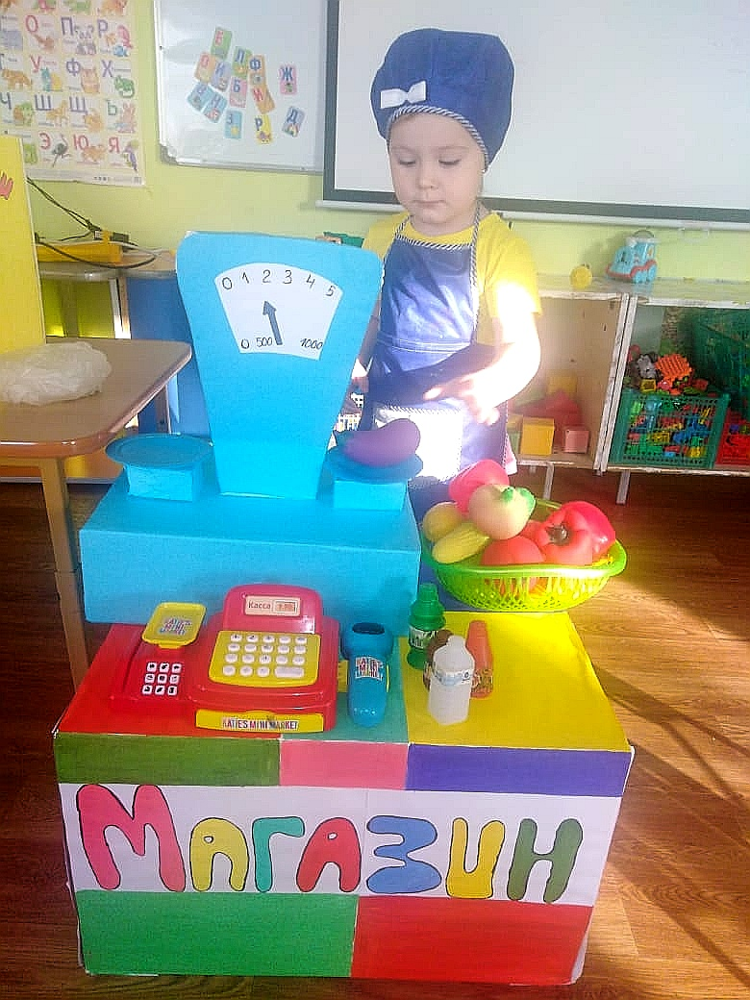 О П Р
У Ф Х
Ч Ш Щ Ъ
Э Ю Я
Ё Л Ф
Ж
Б И
З Р Д
0 1 2 3 4 5
0 500 1000
Касса
KATIE'S MINI MARKET
Магазин